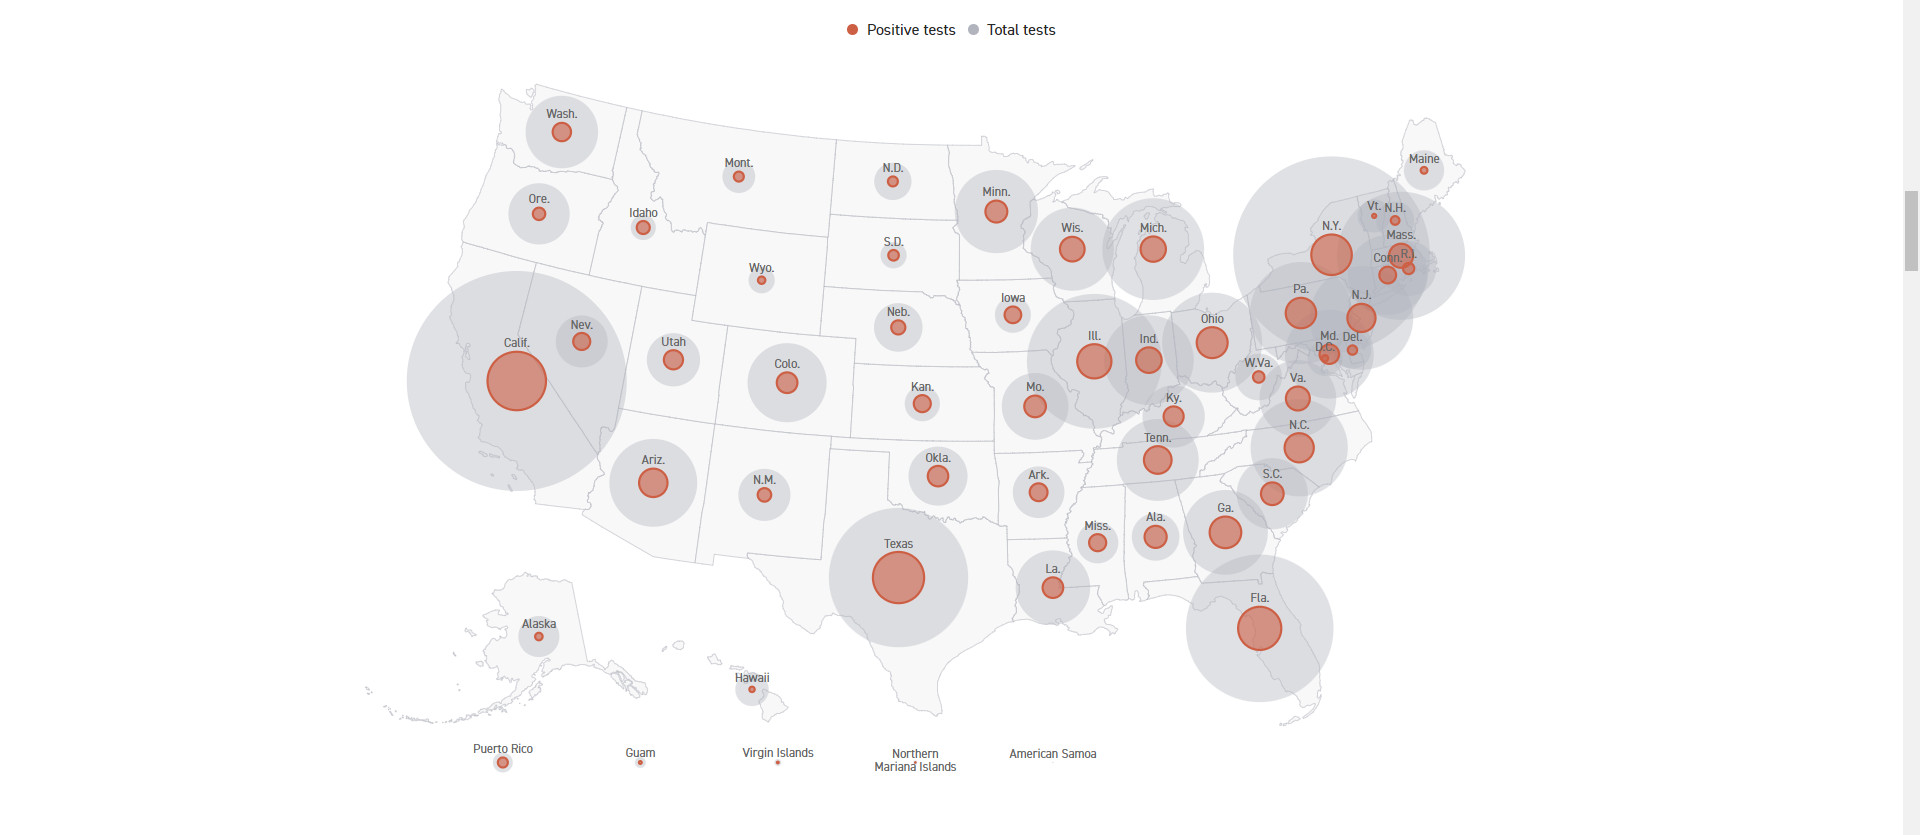 Positive tests
Total tests
Wash.
Maine
Mont.
N.D.
Minn.
Ore.
Idaho
Vt.
N.H.
Wis.
Mich.
N.Y.
Mass.
S.D.
Conn.
R.I.
Wyo.
Pa.
N.J.
Iowa
Neb.
Ohio
Nev.
Calif.
Utah
Ill.
Ind.
Md.
Del.
D.C.
Colo.
W.Va.
Va.
Kan.
Mo.
Ky.
N.C.
Tenn.
Ariz.
Okla.
N.M.
Ark.
S.C.
Ga.
Ala.
Miss.
Texas
La.
Fla.
Alaska
Hawaii
Puerto Rico
Guam
Virgin Islands
Northern
Mariana Islands
American Samoa